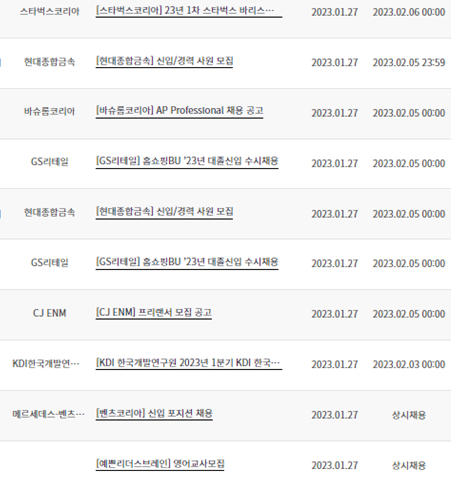 스타벅스코리아 [스타벅스코리아] 23년 1차 스타벅스 바리스··· 2023.01.27 2023.02.06 00:00
현대종합금속 [현대종합금속] 신입/경력 사원 모집 2023.01.27 2023.02.05 23:59
바슈롬코리아 [바슈롬코리아] AP Professional 채용 공고 2023.01.27 2023.02.05 00:00
GS리테일 [GS리테일] 홈쇼핑BU '23년 대졸신입 수시채용 2023.01.27 2023.02.05 00:00
현대종합금속 [현대종합금속] 신입/경력 사원 모집 2023.01.27 2023.02.05 00:00
GS리테일 [GS리테일] 홈쇼핑BU '23년 대졸신입 수시채용 2023.01.27 2023.02.05 00:00
CJ ENM [CJ ENM] 프리랜서 모집 공고 2023.01.27 2023.02.05 00:00
KDI한국개발연··· [KDI 한국개발연구원 2023년 1분기 KDI 한국··· 2023.01.27 2023.02.03 00:00
메르세데스-벤츠··· [벤츠코리아] 신입 포지션 채용 2023.01.27 상시채용
[예쁜리더스브레인] 영어교사모집 2023.01.27 상시채용